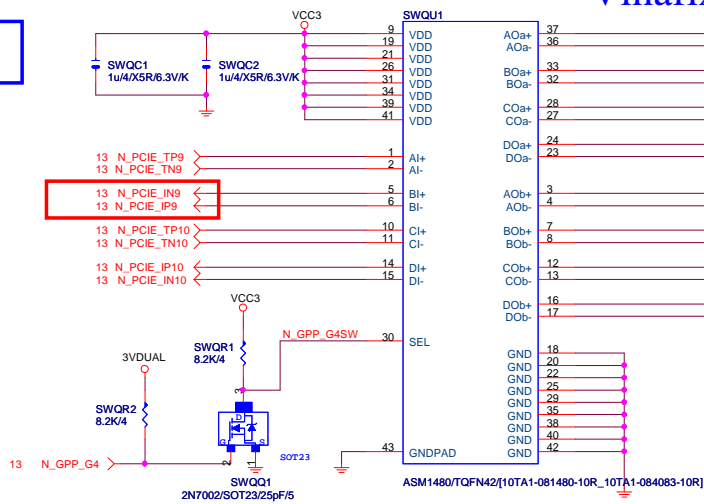 VCC3
SWQU1
SWQC1
1u/4/X5R/6.3V/K
SWQC2
1u/4/X5R/6.3V/K
9 VDD
19 VDD
21 VDD
26 VDD
31 VDD
34 VDD
39 VDD
41 VDD
AOa+ 37
AOa- 36
BOa+ 33
BOa- 32
COa+ 28
COa- 27
DOa+ 24
DOa- 23
13 N_PCIE_TP9 1 AI+
13 N_PCIE_TN9 2 AI-
13 N_PCIE_IN9 5 BI+
13 N_PCIE_IP9 6 BI-
13 N_PCIE_TP10 10 CI+
13 N_PCIE_TN10 11 CI-
13 N_PCIE_IP10 14 DI+
13 N_PCIE_IN10 15 DI-
AOb+ 3
AOb- 4
BOb+ 7
BOb- 8
COb+ 12
COb- 13
DOb+ 16
DOb- 17
VCC3
SWQR1
8.2K/4
N_GPP_G4SW 30 SEL
3VDUAL
SWQR2
8.2K/4
3
D
G S
2 1
SOT23
13 N_GPP_G4
SWQQ1
2N7002/SOT23/25pF/5
43 GNDPAD
GND 18
GND 20
GND 22
GND 25
GND 29
GND 35
GND 38
GND 40
GND 42
ASM1480/TQFN42/[10TA1-081480-10R_10TA1-084083-10R]